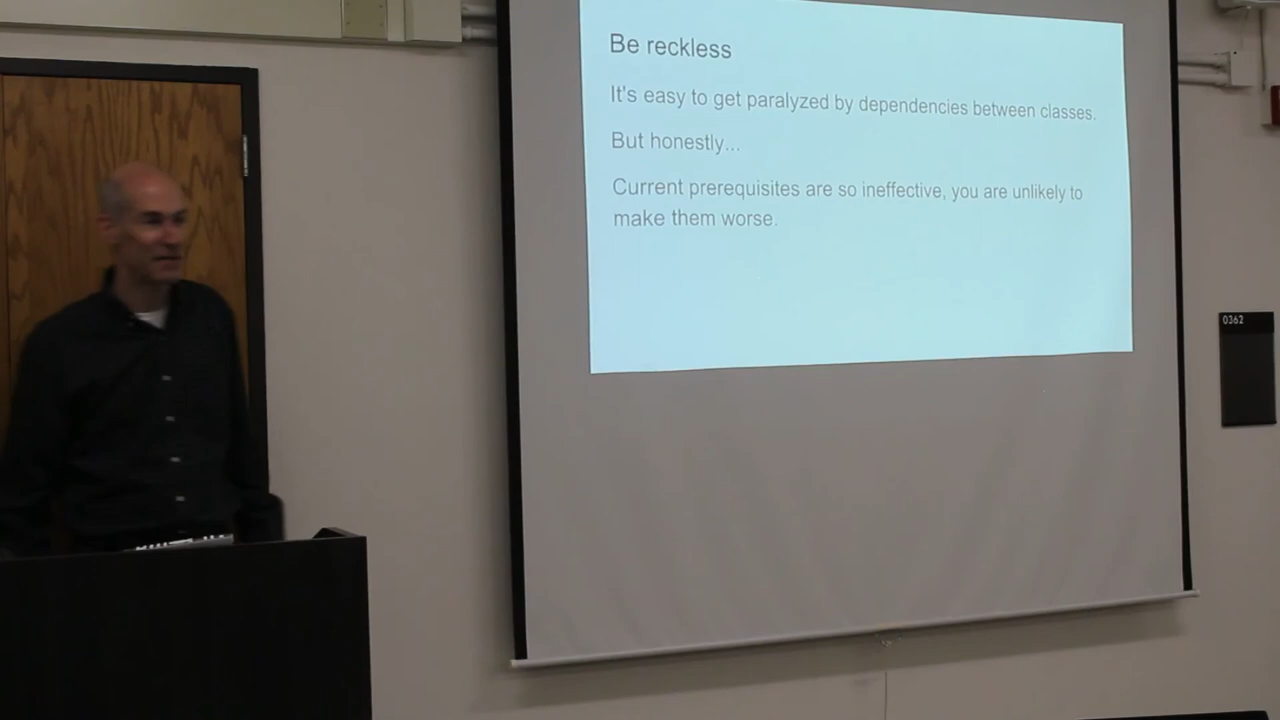 Be reckless
It's easy to get paralyzed by dependencies between classes.
But honestly...
Current prerequisites are so ineffective, you are unlikely to
make them worse.
0362